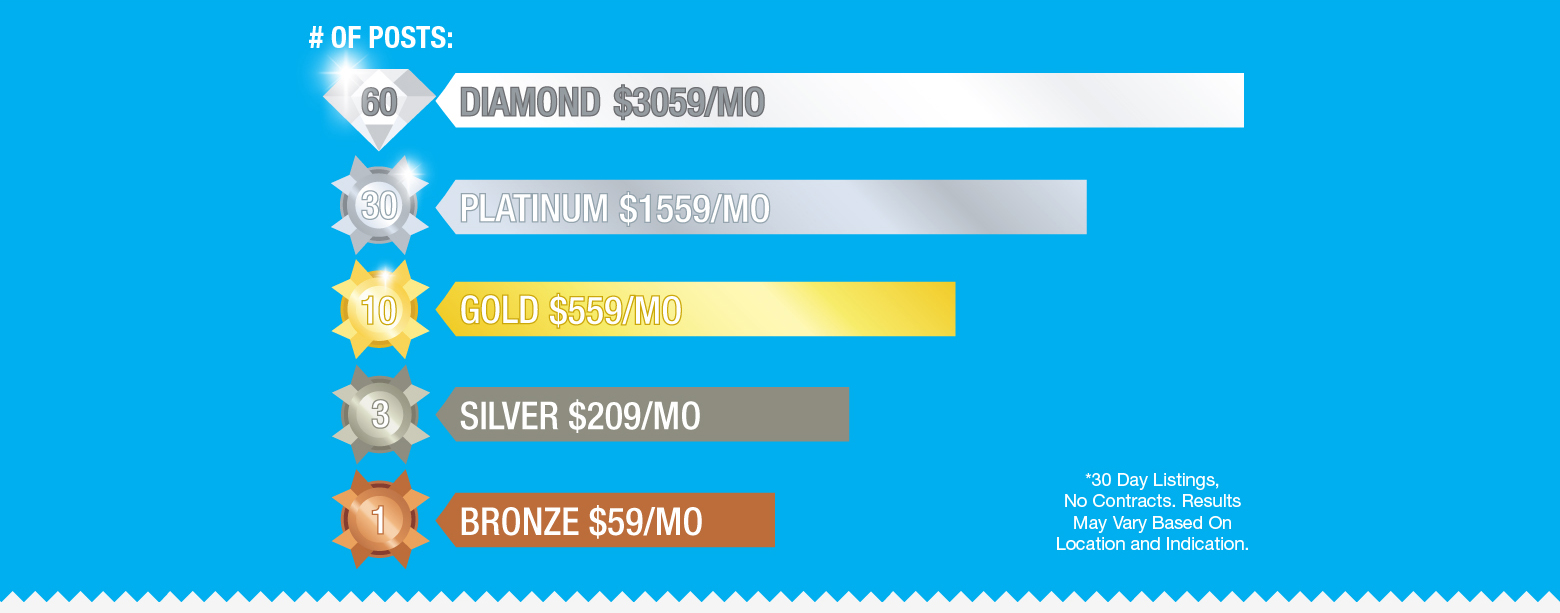 # OF POSTS:
60 DIAMOND $3059/MO
30 PLATINUM $1559/MO
10 GOLD $559/MO
3 SILVER $209/MO
1 BRONZE $59/MO
*30 Day Listings,
No Contracts. Results
May Vary Based On
Location and Indication.